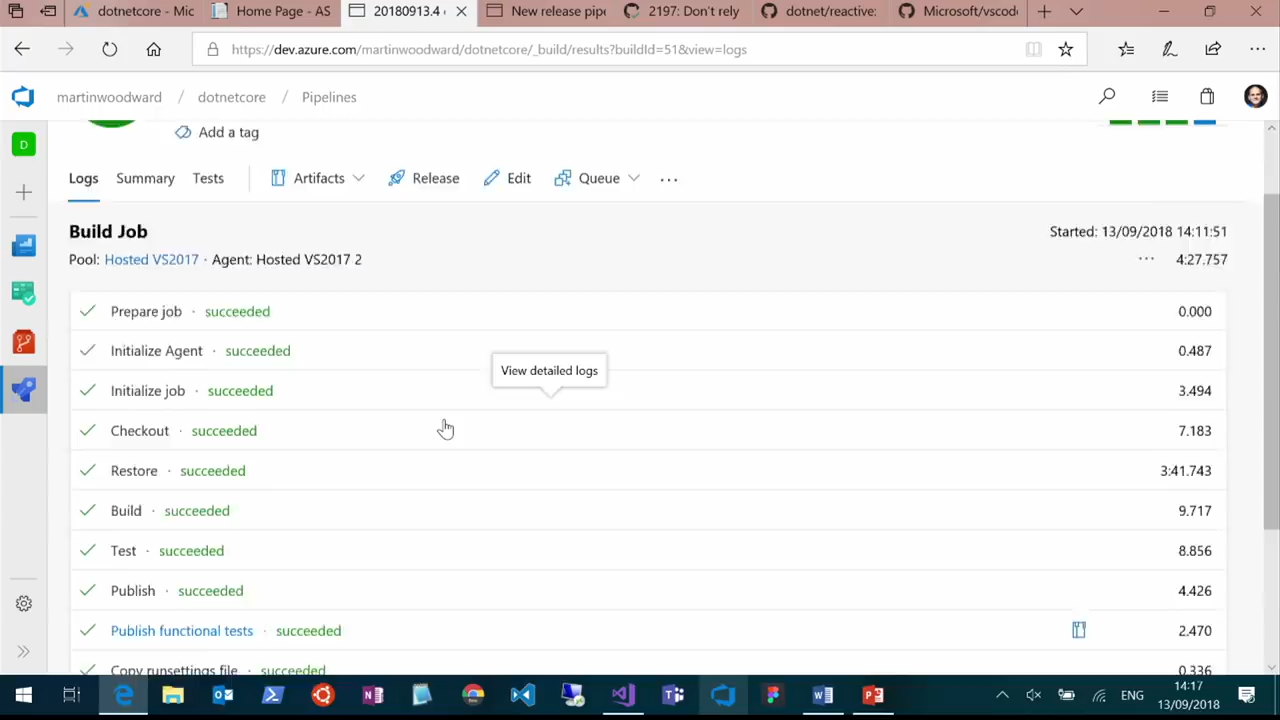 dotnetcore - Mic
Home Page - AS
20180913.4
New release pipe
2197: Don't rely
dotnet/reactive:
Microsoft/vscod
https://dev.azure.com/martinwoodward/dotnetcore/_build/results?buildId=51&view=logs
martinwoodward / dotnetcore / Pipelines
D
Add a tag
Logs Summary Tests Artifacts Release Edit Queue ...
Build Job
Started: 13/09/2018 14:11:51
Pool: Hosted VS2017 · Agent: Hosted VS2017 2
... 4:27.757
Prepare job · succeeded 0.000
Initialize Agent · succeeded 0.487
View detailed logs
Initialize job · succeeded 3.494
Checkout · succeeded 7.183
Restore · succeeded 3:41.743
Build · succeeded 9.717
Test · succeeded 8.856
Publish · succeeded 4.426
Publish functional tests · succeeded 2.470
Copy runsettings file · succeeded 0.336
ENG
14:17
13/09/2018